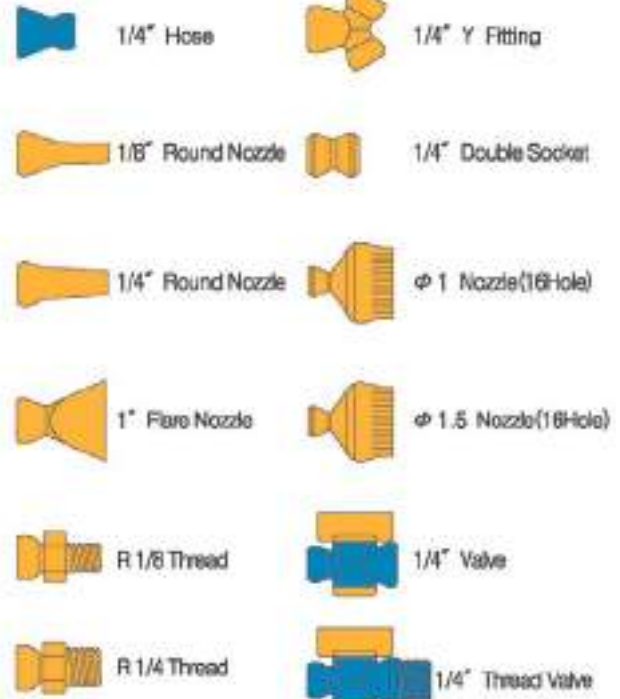 1/4" Hose
1/4" Y Fitting
1/8" Round Nozzle
1/4" Double Socket
1/4" Round Nozzle
Φ 1 Nozzle(16Hole)
1" Flare Nozzle
Φ 1.5 Nozzle(16Hole)
R 1/8 Thread
1/4" Valve
R 1/4 Thread
1/4" Thread Valve